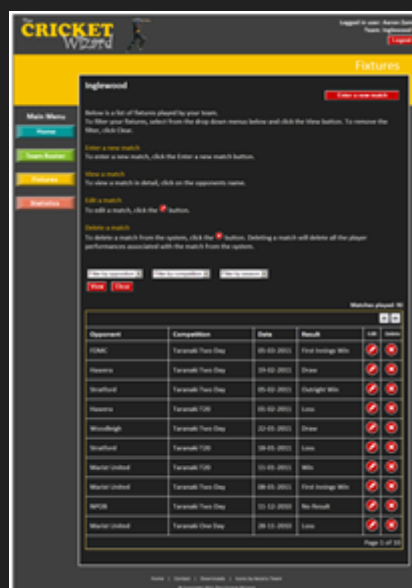 The
CRICKET
Wizard
Logged in user: Aaron
Team: Inglewood
Logout
Fixtures
Inglewood
Enter a new match
Main Menu
Home
Team Roster
Fixtures
Statistics
Below is a list of fixtures played by your team.
To filter your fixtures, select from the drop down menus below and click the View button. To remove the
filter, click Clear.
Enter a new match
To enter a new match, click the Enter a new match button.
View a match
To view a match in detail, click on the opponents name.
Edit a match
To edit a match, click the button.
Delete a match
To delete a match from the system, click the button. Deleting a match will delete all the player
performances associated with the match from the system.
Filter by opposition Filter by competition Filter by season
View Clear
Matches played:
Opponent Competition Date Result Edit Delete
FDMC Taranaki Two Day 05-03-2011 First Innings Win
Hawera Taranaki Two Day 19-02-2011 Draw
Stratford Taranaki Two Day 05-02-2011 Outright Win
Hawera Taranaki T20 01-02-2011 Loss
Woodleigh Taranaki Two Day 22-01-2011 Draw
Stratford Taranaki T20 18-01-2011 Loss
Marist United Taranaki T20 11-01-2011 Win
Marist United Taranaki Two Day 08-01-2011 First Innings Win
NPOB Taranaki Two Day 11-12-2010 No Result
Marist United Taranaki One Day 28-11-2010 Loss
Page 1 of 10
Home | Contact | Downloads |